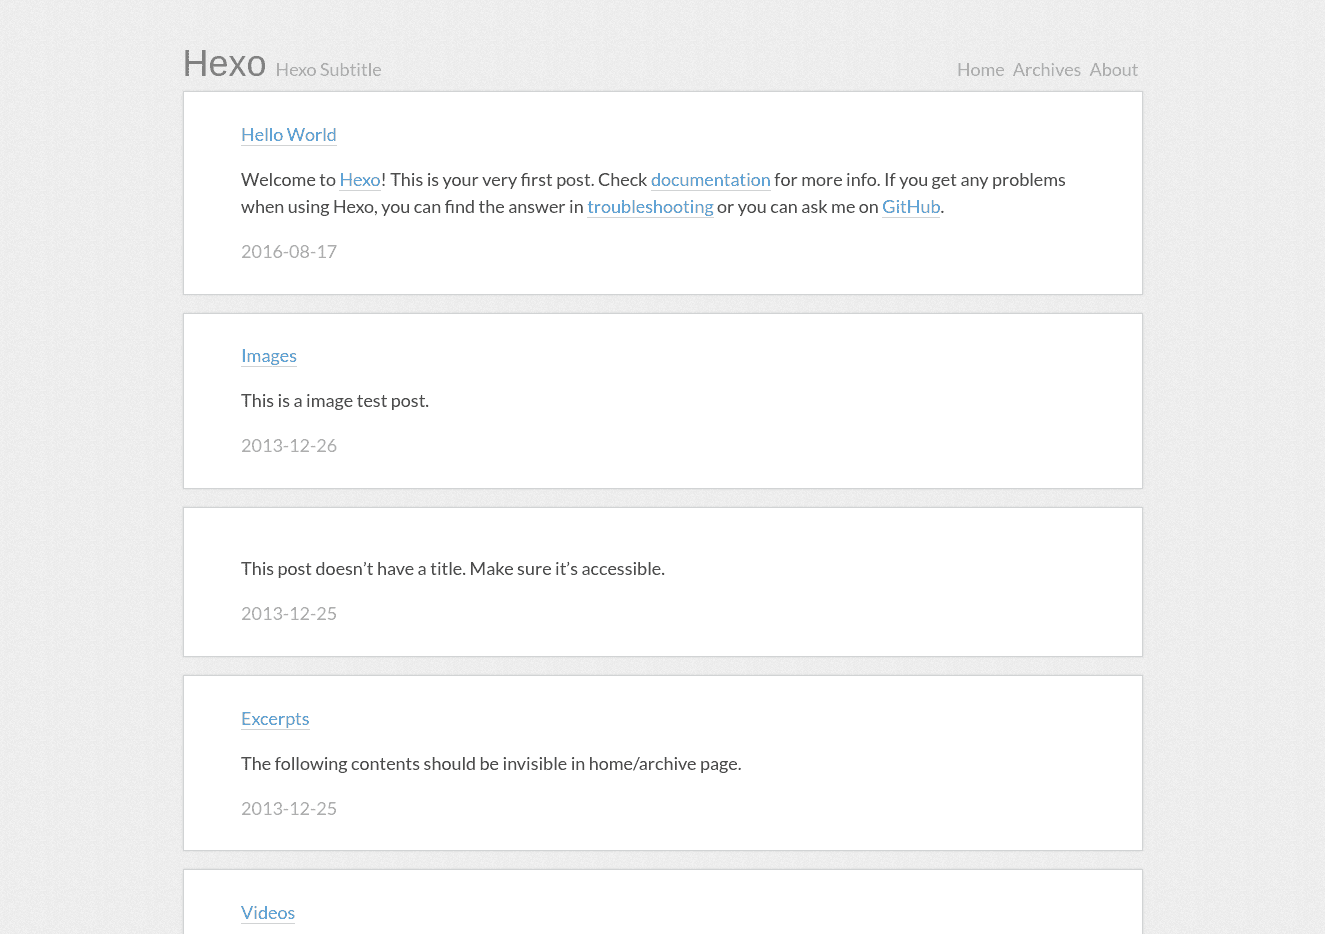 Hexo Hexo Subtitle Home Archives About
Hello World
Welcome to Hexo! This is your very first post. Check documentation for more info. If you get any problems
when using Hexo, you can find the answer in troubleshooting or you can ask me on GitHub.
2016-08-17
Images
This is a image test post.
2013-12-26
This post doesn’t have a title. Make sure it’s accessible.
2013-12-25
Excerpts
The following contents should be invisible in home/archive page.
2013-12-25
Videos